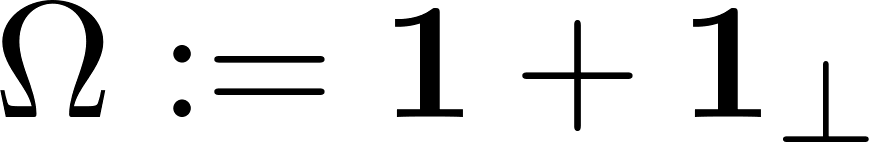 Ω := 𝟏 + 𝟏⊥